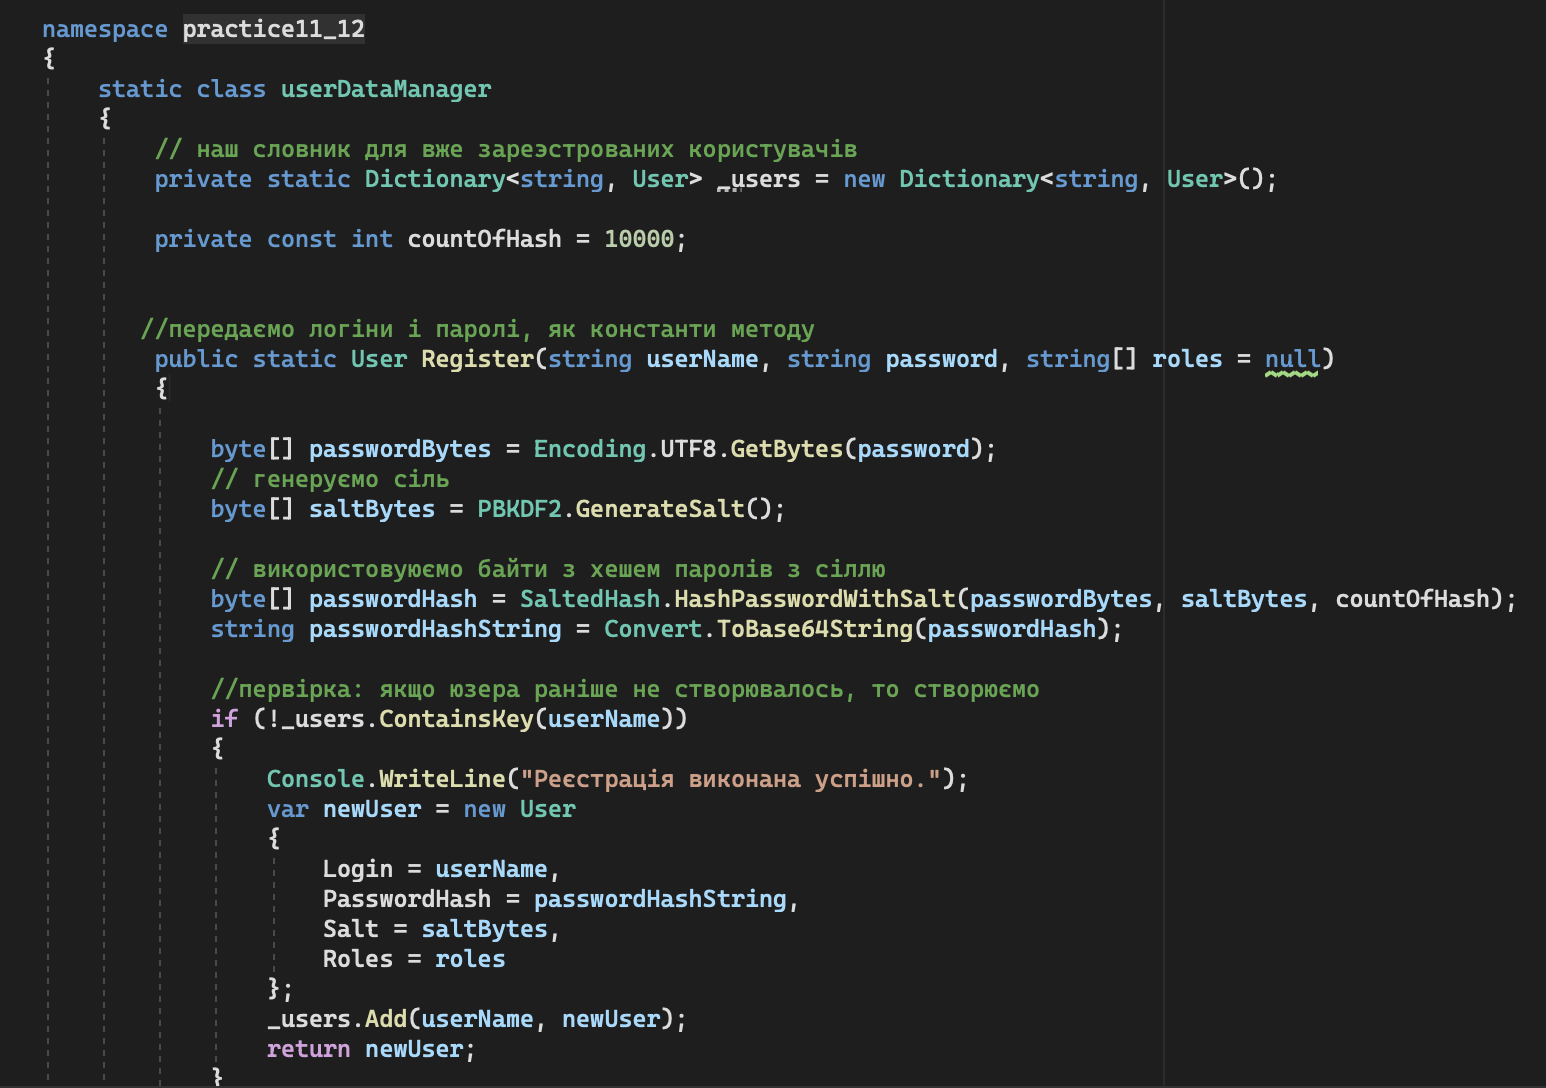 namespace practice11_12
{
static class userDataManager
{
// наш словник для вже зареэстрованих користувачів
private static Dictionary<string, User> _users = new Dictionary<string, User>();
private const int countOfHash = 10000;
//передаємо логіни і паролі, як константи методу
public static User Register(string userName, string password, string[] roles = null)
{
byte[] passwordBytes = Encoding.UTF8.GetBytes(password);
// генеруємо сіль
byte[] saltBytes = PBKDF2.GenerateSalt();
// використовуюємо байти з хешем паролів з сіллю
byte[] passwordHash = SaltedHash.HashPasswordWithSalt(passwordBytes, saltBytes, countOfHash);
string passwordHashString = Convert.ToBase64String(passwordHash);
//первірка: якщо юзера раніше не створювалось, то створюємо
if (!_users.ContainsKey(userName))
{
Console.WriteLine("Реєстрація виконана успішно.");
var newUser = new User
{
Login = userName,
PasswordHash = passwordHashString,
Salt = saltBytes,
Roles = roles
};
_users.Add(userName, newUser);
return newUser;
}